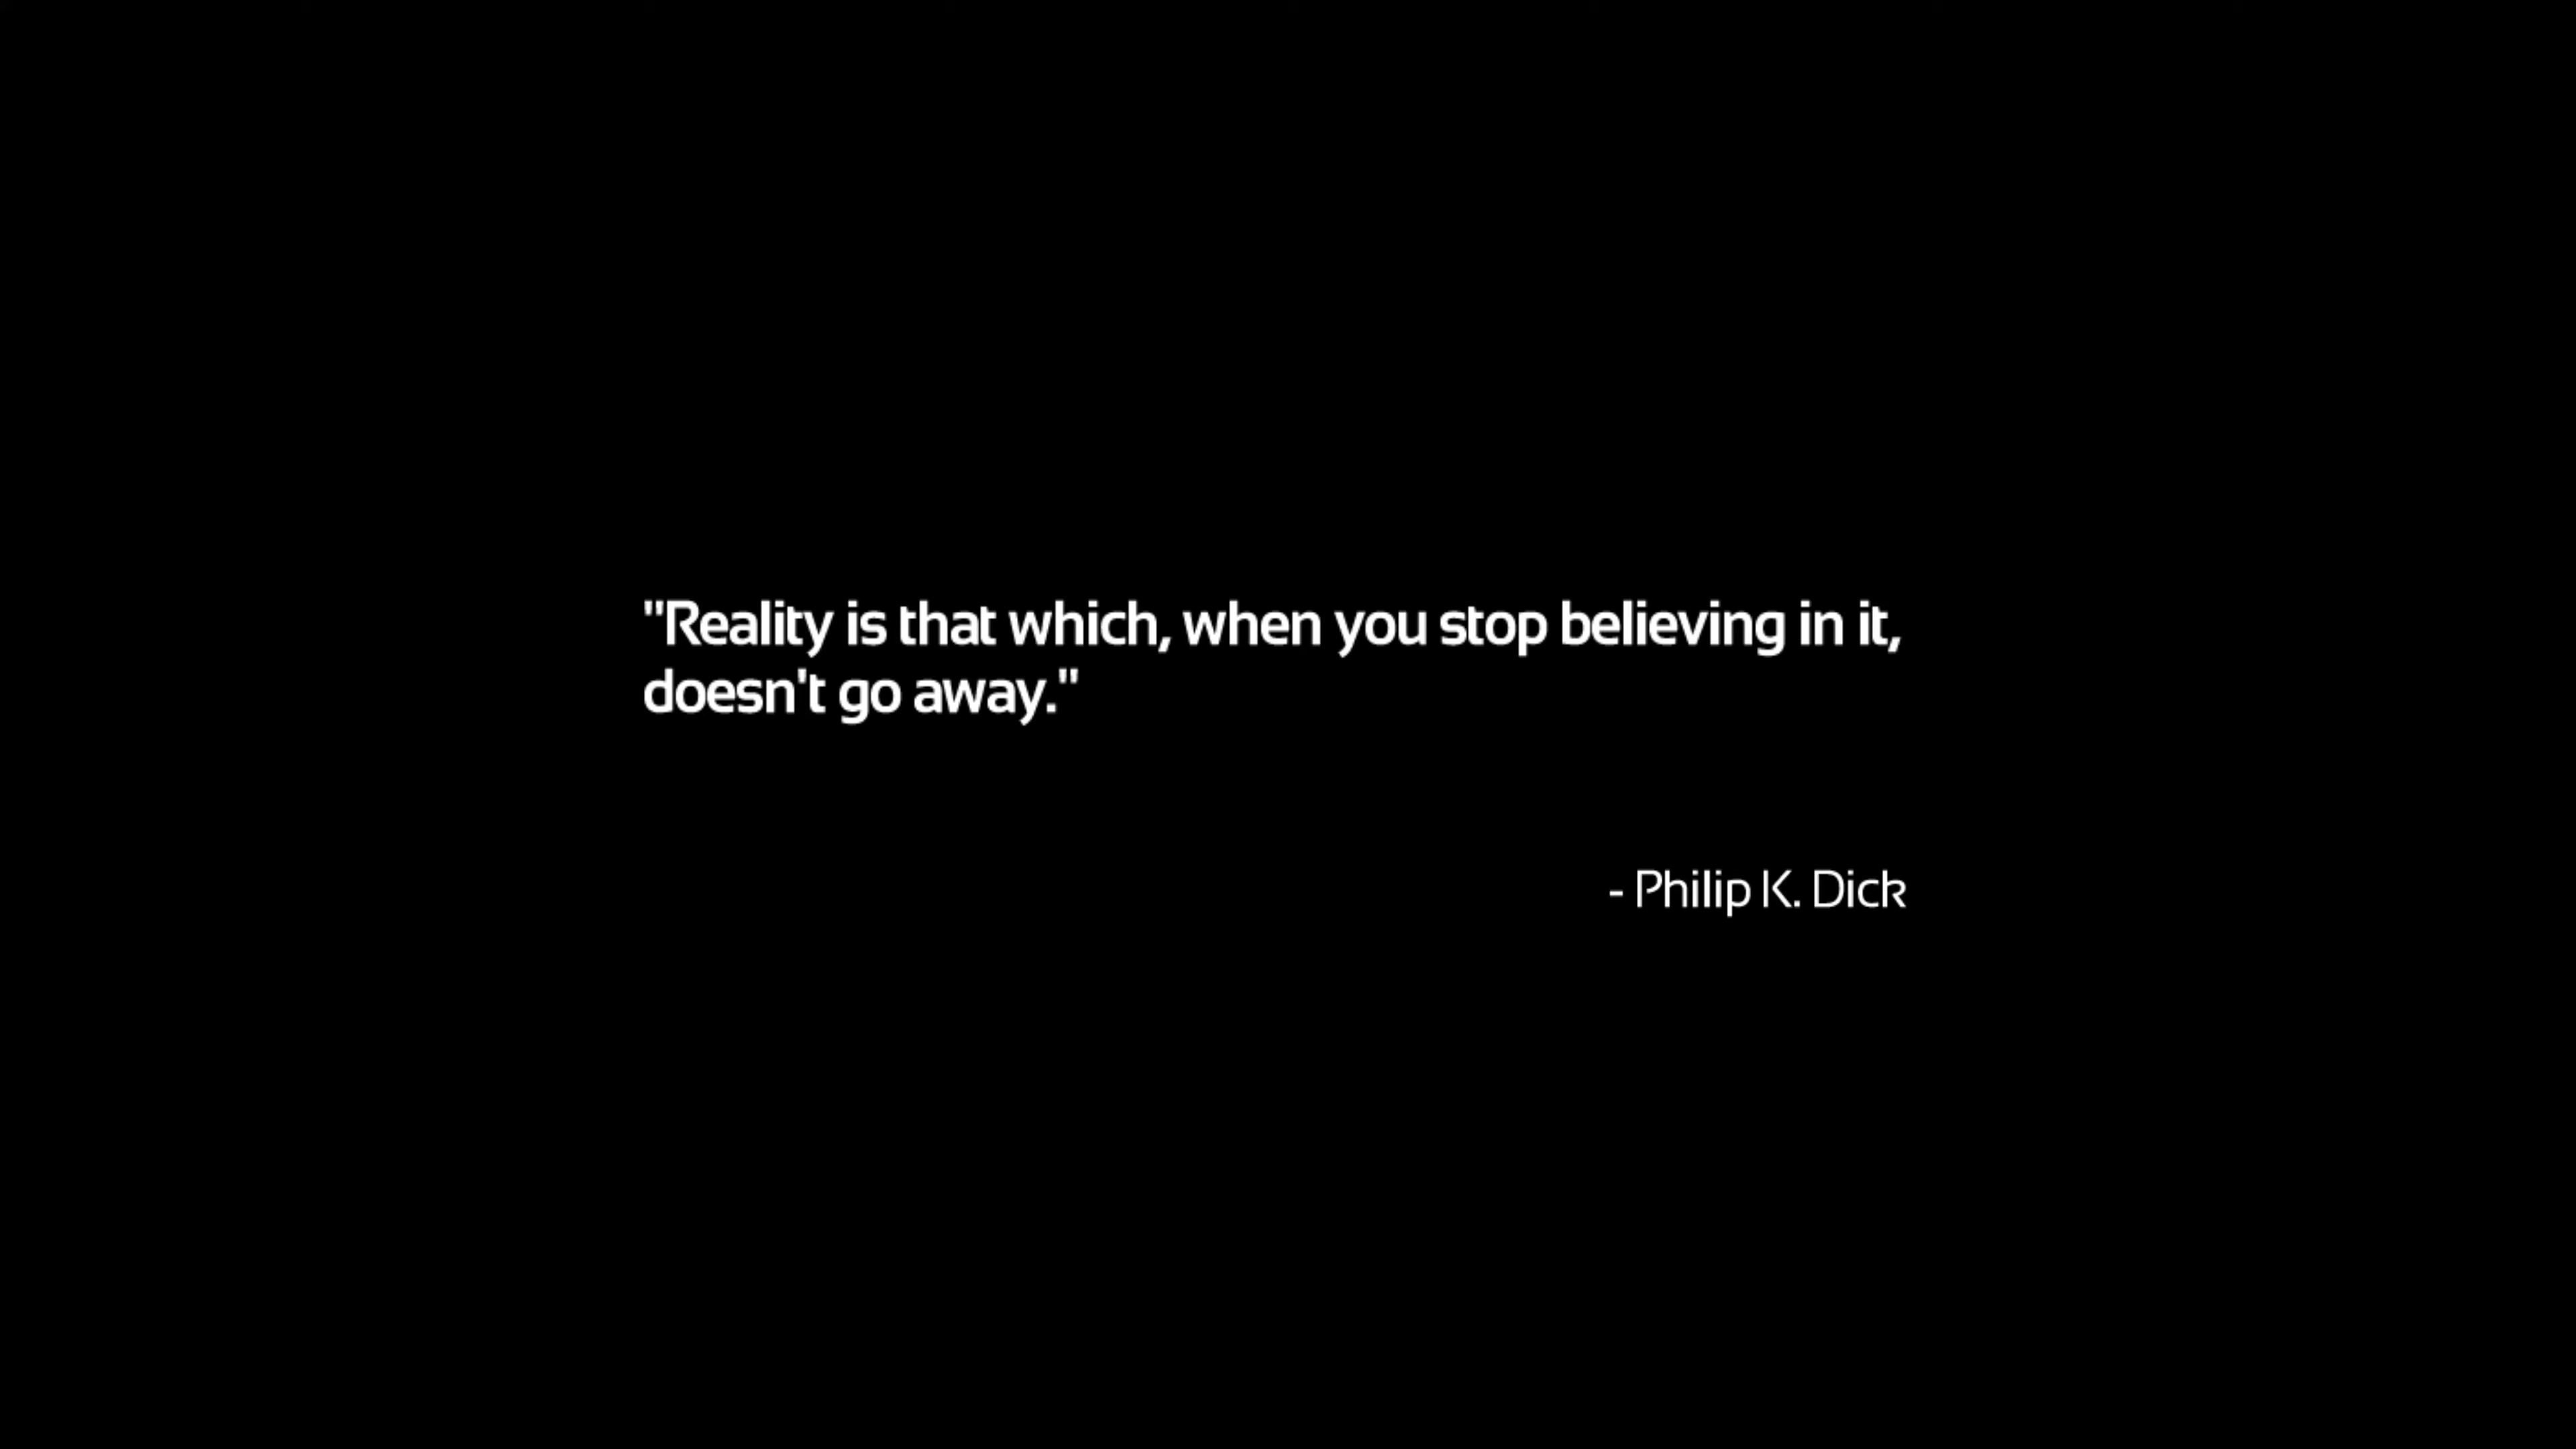 "Reality is that which, when you stop believing in it,
doesn't go away."
- Philip K. Dick